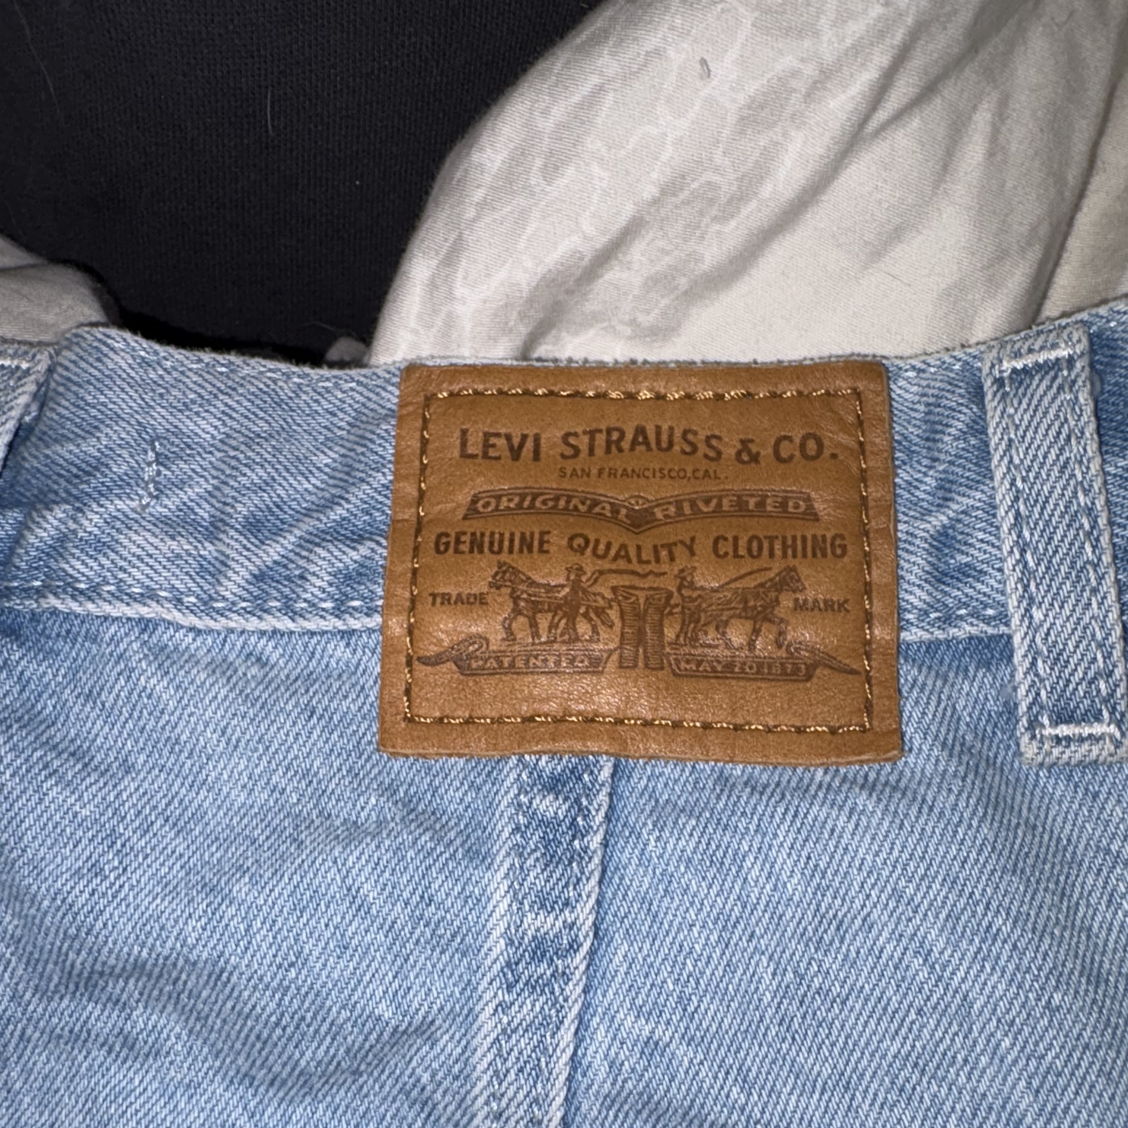 LEVI STRAUSS & CO.
SAN FRANCISCO, CAL.
ORIGINAL RIVETED
GENUINE QUALITY CLOTHING
TRADE MARK
PATENTED MAY 20 1873